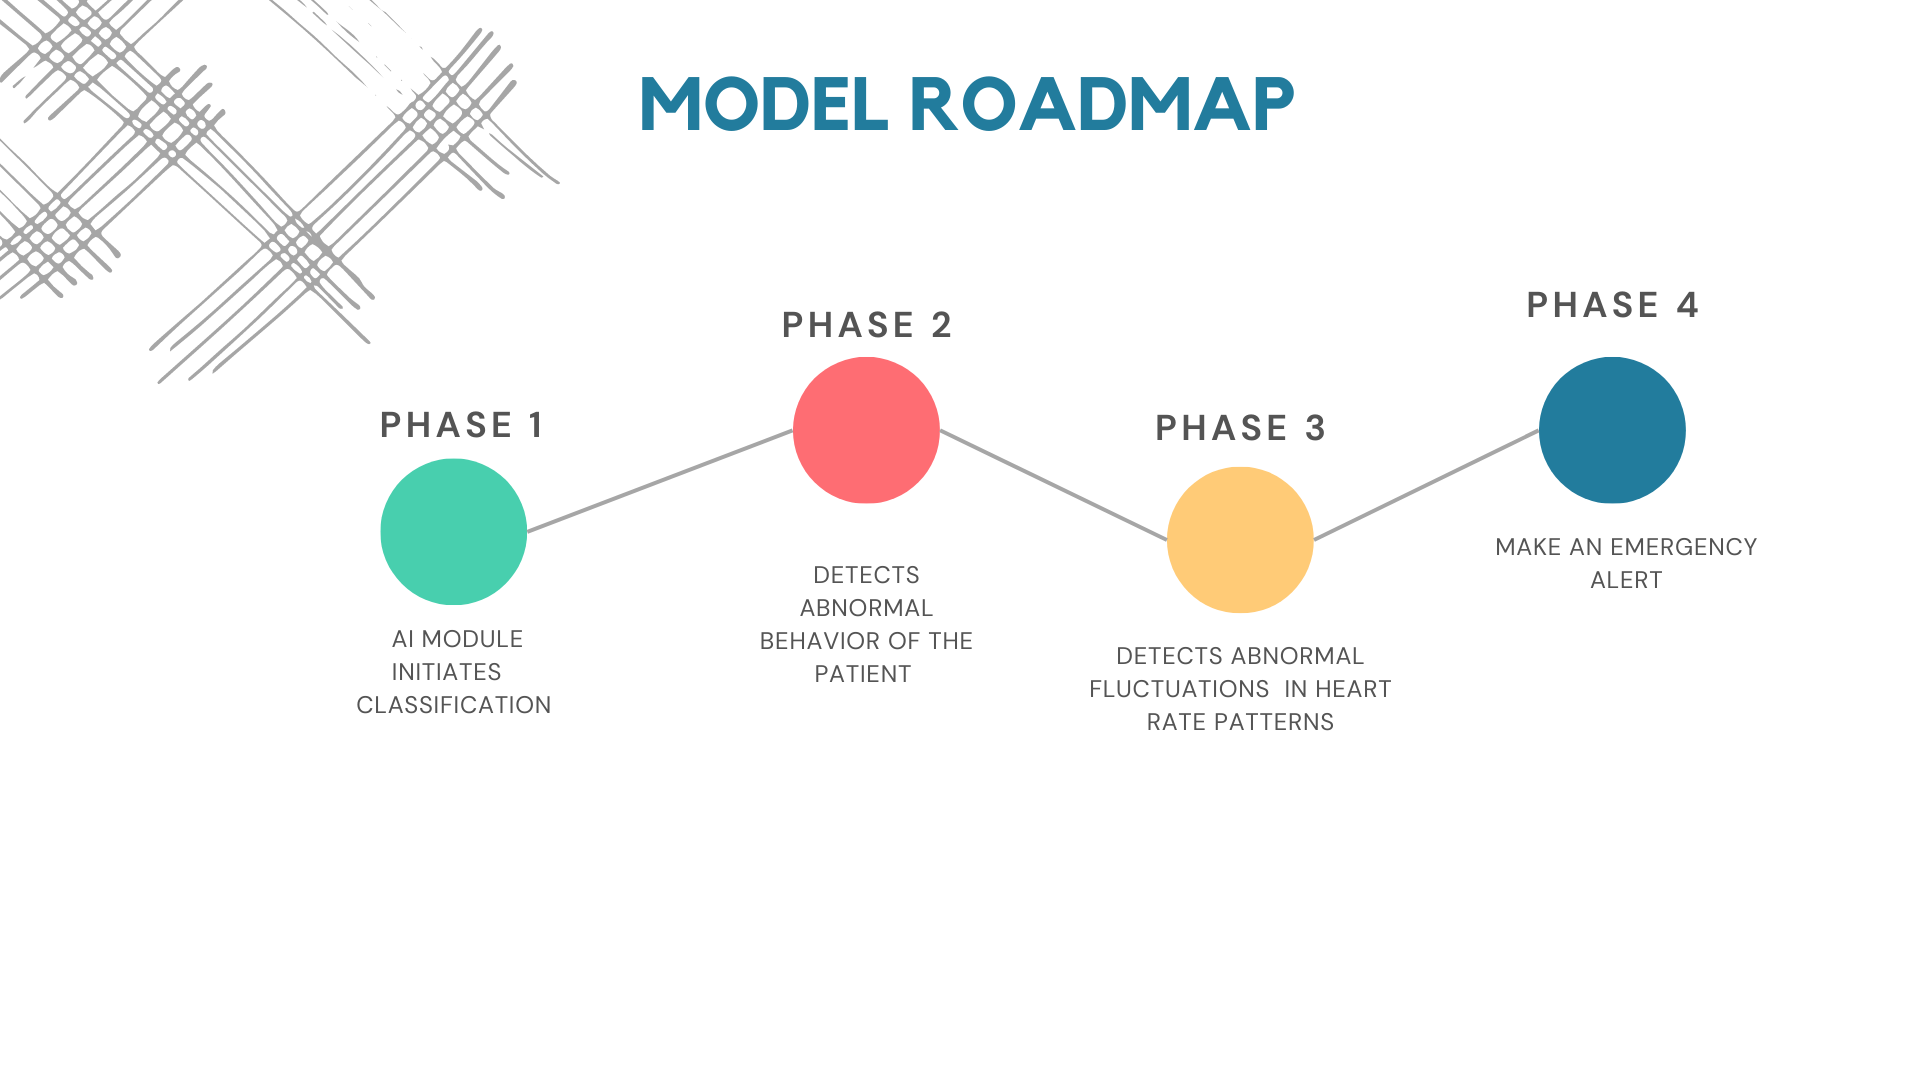 MODEL ROADMAP
PHASE 1
AI MODULE
INITIATES
CLASSIFICATION
PHASE 2
DETECTS
ABNORMAL
BEHAVIOR OF THE
PATIENT
PHASE 3
DETECTS ABNORMAL
FLUCTUATIONS  IN HEART
RATE PATTERNS
PHASE 4
MAKE AN EMERGENCY
ALERT